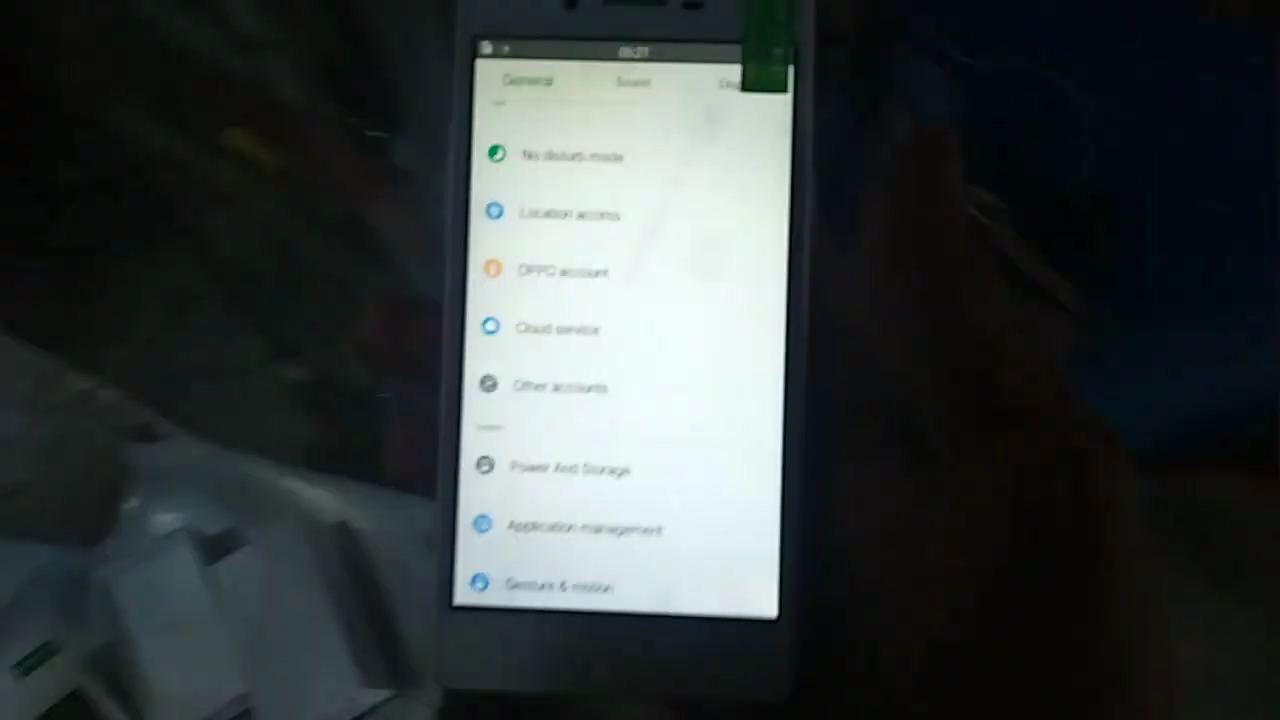 General Sound
No disturb mode
Location access
OPPO account
Cloud service
Other accounts
Power And Storage
Application management
Gesture & motion